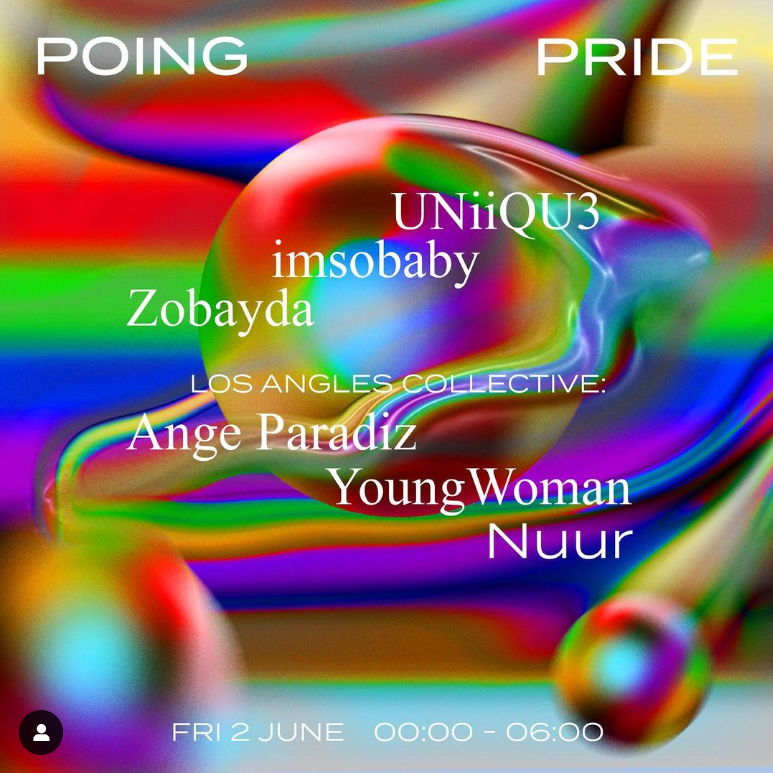 POING PRIDE
UNiiQU3
imsobaby
Zobayda
LOS ANGLES COLLECTIVE:
Ange Paradiz
YoungWoman
Nuur
FRI 2 JUNE 00:00 - 06:00